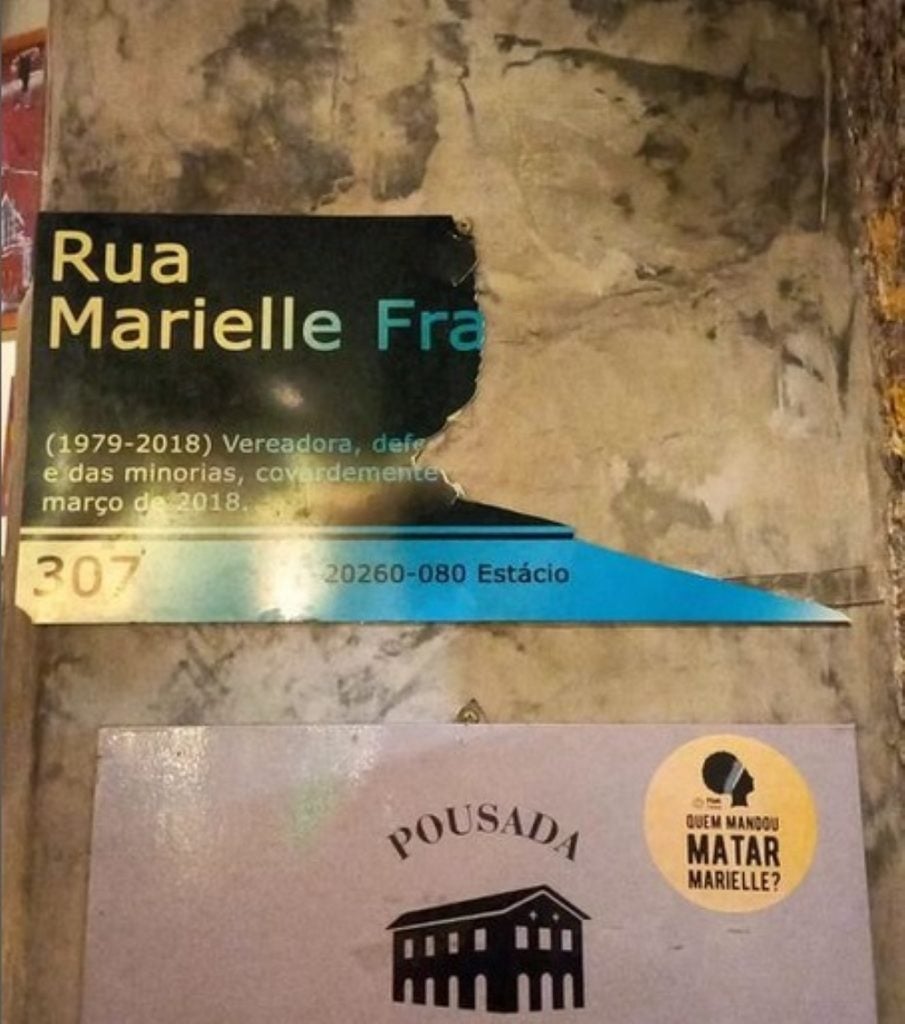 Rua
Marielle Fra
(1979-2018) Vereadora, defe
e das minorias, covardemente
março de 2018.
307
20260-080 Estácio
POUSADA
QUEM MANDOU
MATAR
MARIELLE?